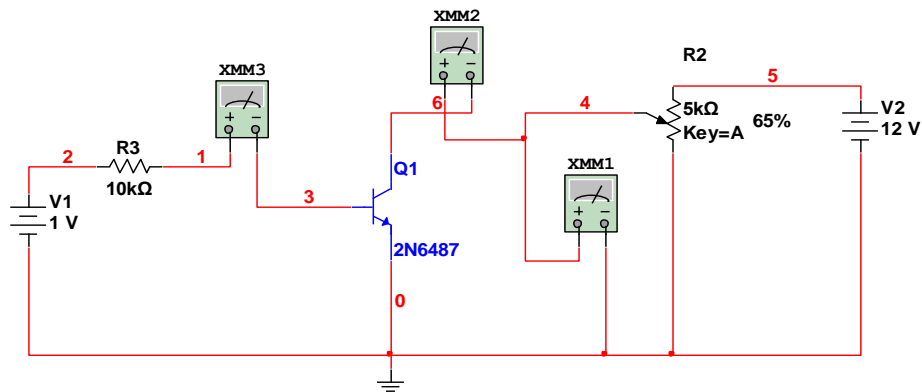 XMM2
XMM3
R2
6
5
4
5kΩ
Key=A
65%
V2
12 V
2
R3
1
10kΩ
Q1
XMM1
V1
1 V
3
2N6487
0